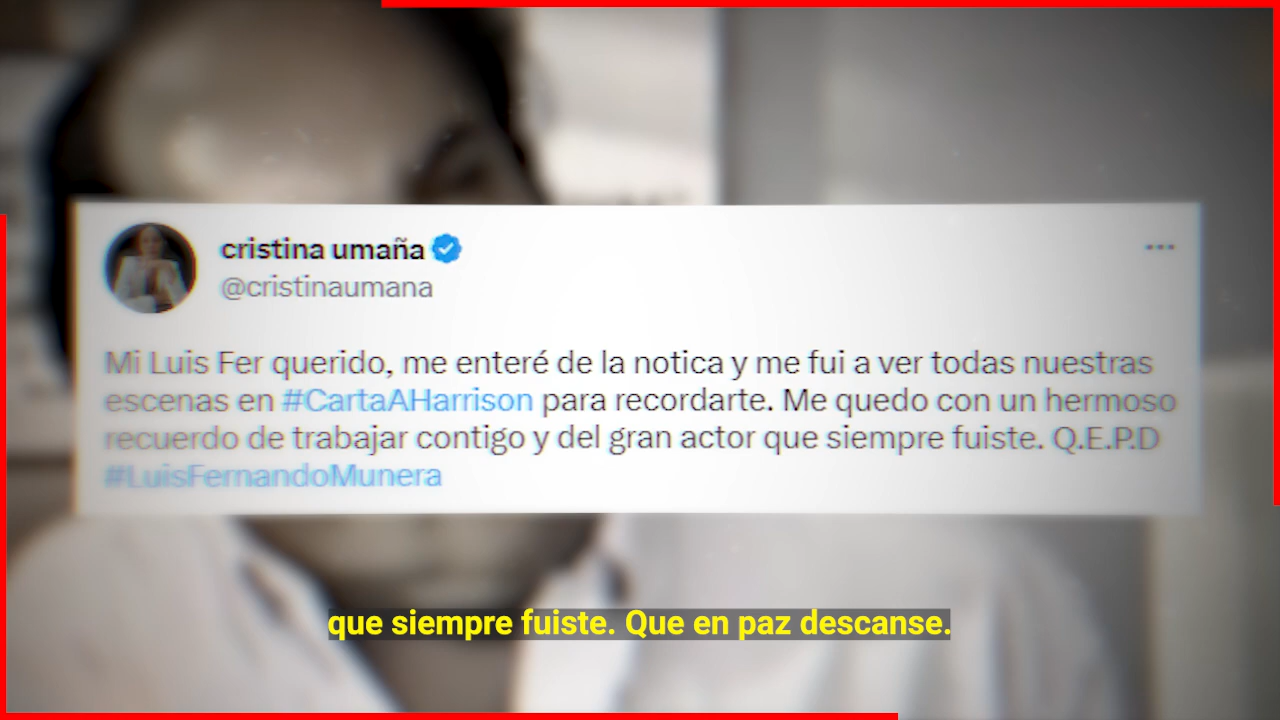 cristina umaña
@cristinaumana
Mi Luis Fer querido, me enteré de la notica y me fui a ver todas nuestras
escenas en #CartaAHarrison para recordarte. Me quedo con un hermoso
recuerdo de trabajar contigo y del gran actor que siempre fuiste. Q.E.P.D
#LuisFernandoMunera
que siempre fuiste. Que en paz descanse.